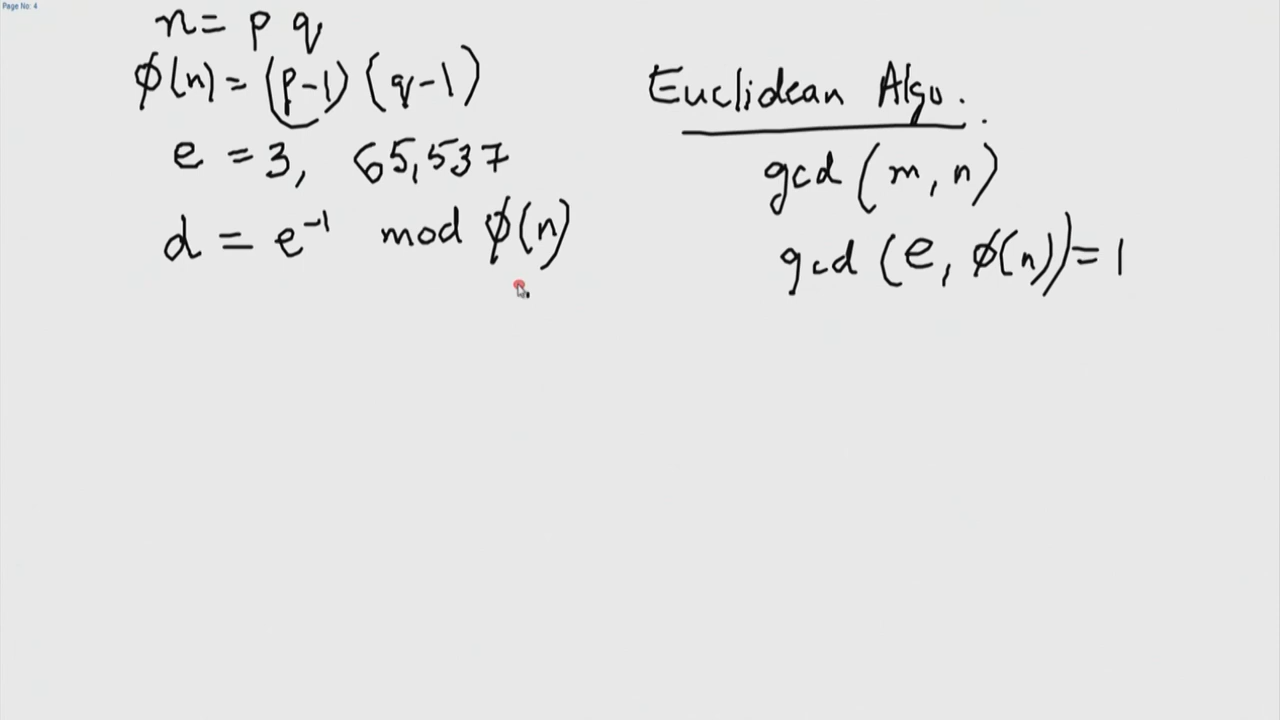 Page No: 4
n = p q
φ(n) = (p-1) (q-1)
e = 3, 65,537
d = e⁻¹ mod φ(n)
Euclidean Algo.
gcd (m, n)
gcd (e, φ(n)) = 1